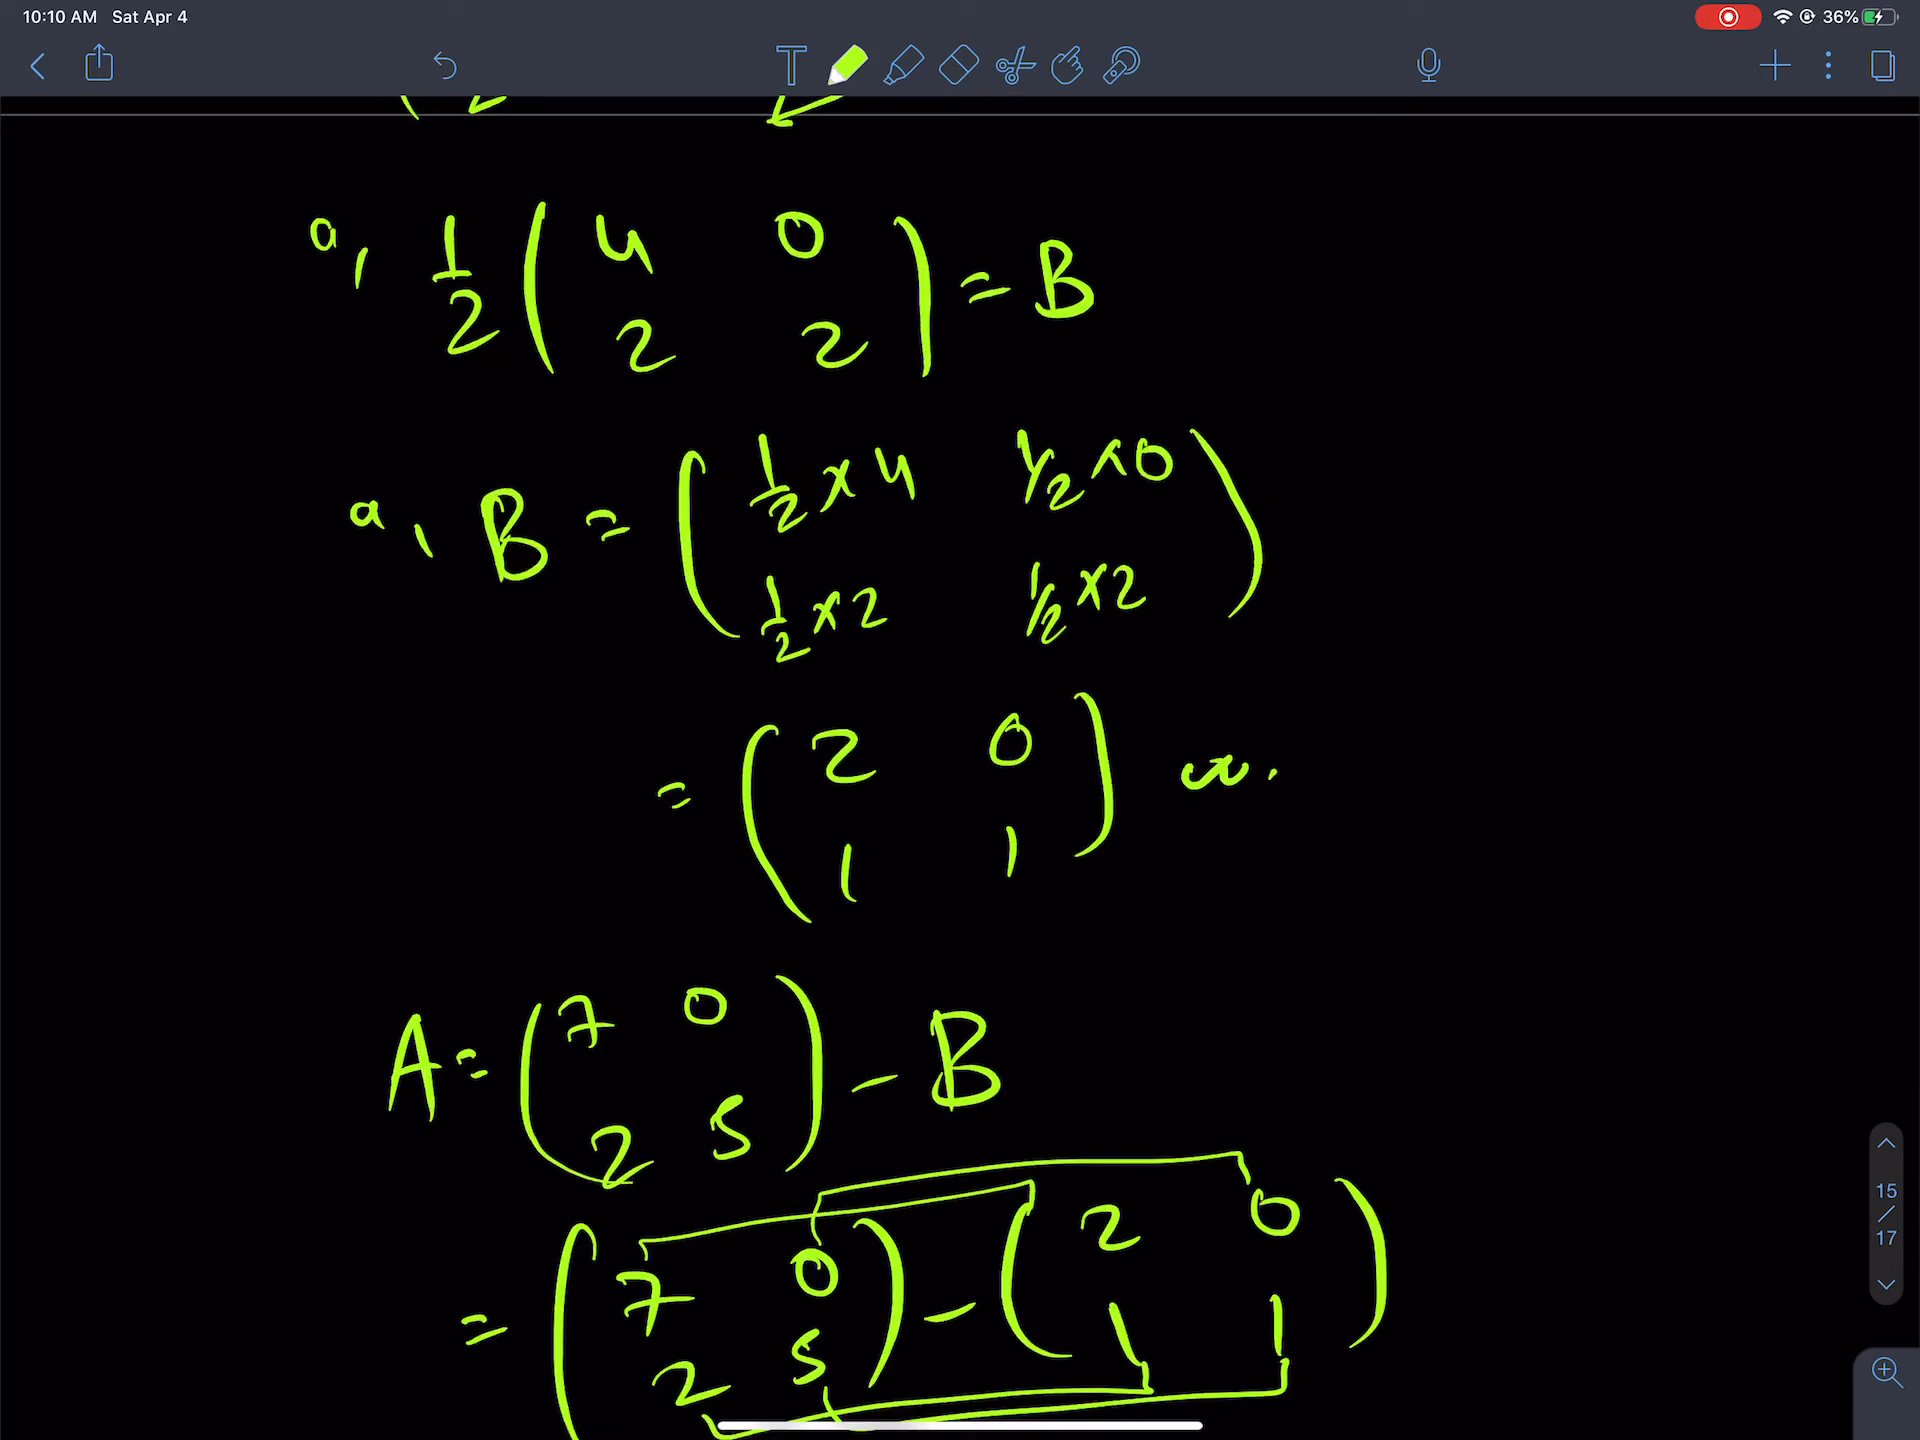 10:10 AM Sat Apr 4 36%
T
a, 1/2 ( 4 0
2 2 ) = B
a, B = ( 1/2 x 4 1/2 x 0
1/2 x 2 1/2 x 2 )
= ( 2 0
1 1 )
A = ( 7 0
2 5 ) - B
= ( 7 0
2 5 ) - ( 2 0
1 1 )
15
/
17